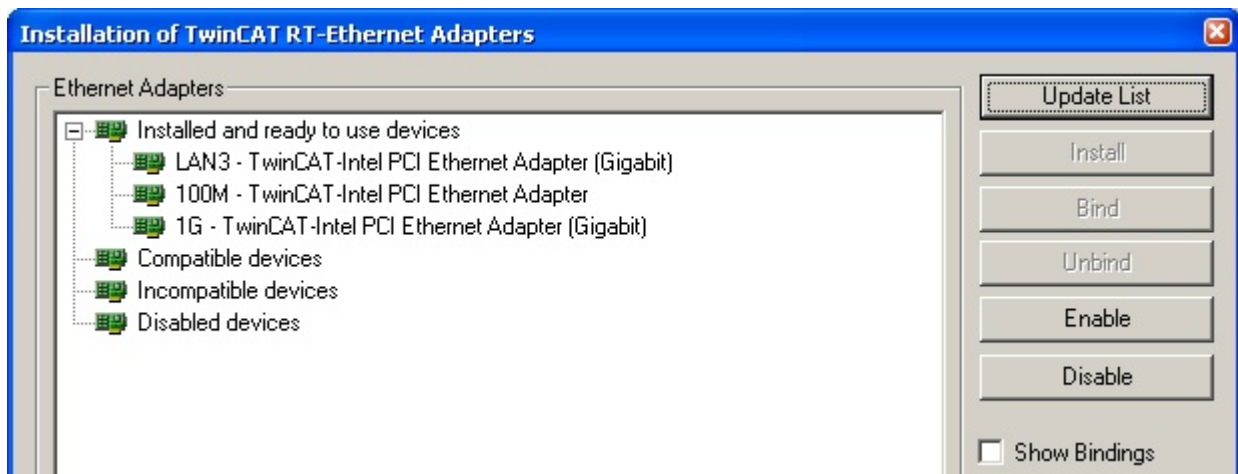 Installation of TwinCAT RT-Ethernet Adapters
Ethernet Adapters
Installed and ready to use devices
LAN3 - TwinCAT-Intel PCI Ethernet Adapter (Gigabit)
100M - TwinCAT-Intel PCI Ethernet Adapter
1G - TwinCAT-Intel PCI Ethernet Adapter (Gigabit)
Compatible devices
Incompatible devices
Disabled devices
Update List
Install
Bind
Unbind
Enable
Disable
Show Bindings